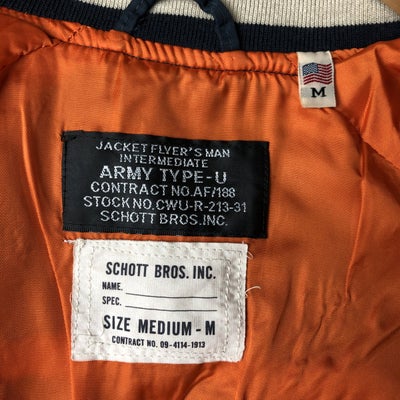 M
JACKET FLYER'S MAN
INTERMEDIATE
ARMY TYPE-U
CONTRACT NO.AF/188
STOCK NO.CWU-R-213-31
SCHOTT BROS.INC.
SCHOTT BROS. INC.
NAME.
SPEC.
SIZE MEDIUM - M
CONTRACT NO. 09-4114-1913